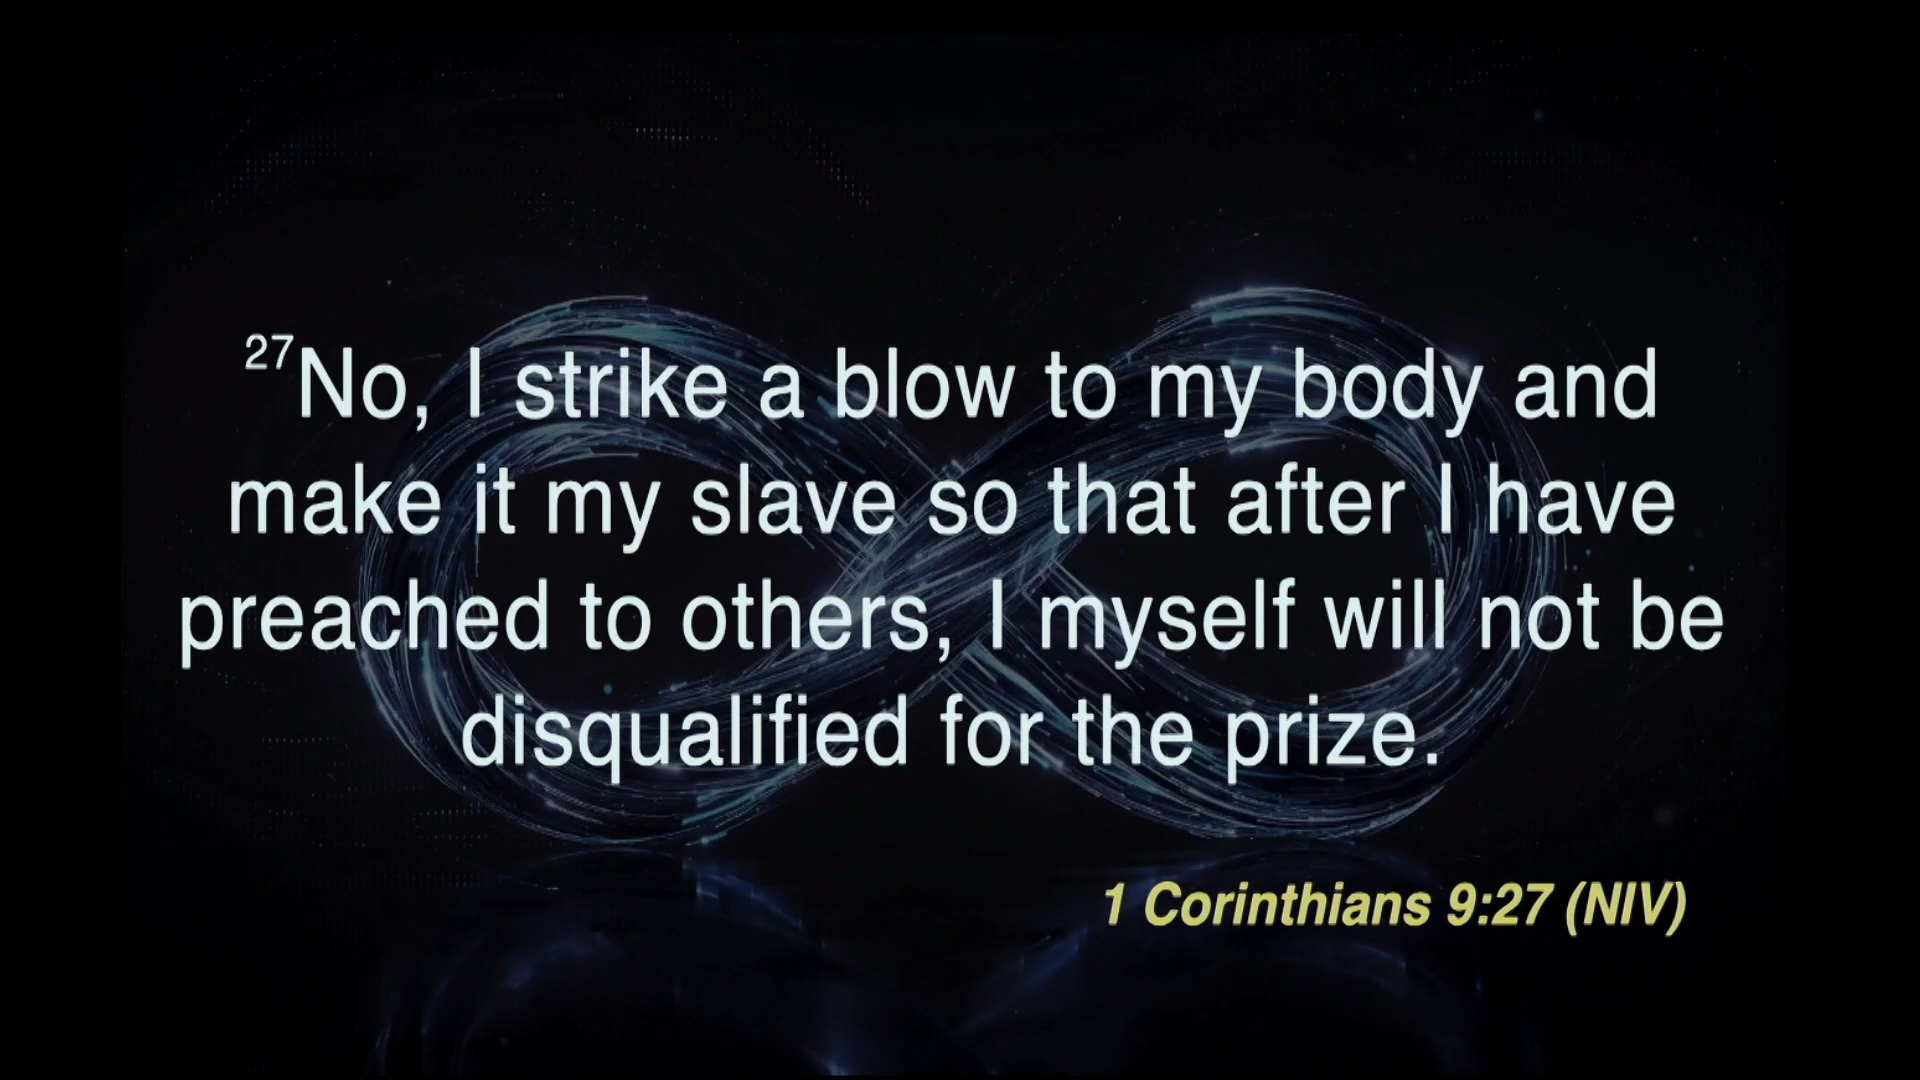 27No, I strike a blow to my body and
make it my slave so that after I have
preached to others, I myself will not be
disqualified for the prize.
1 Corinthians 9:27 (NIV)